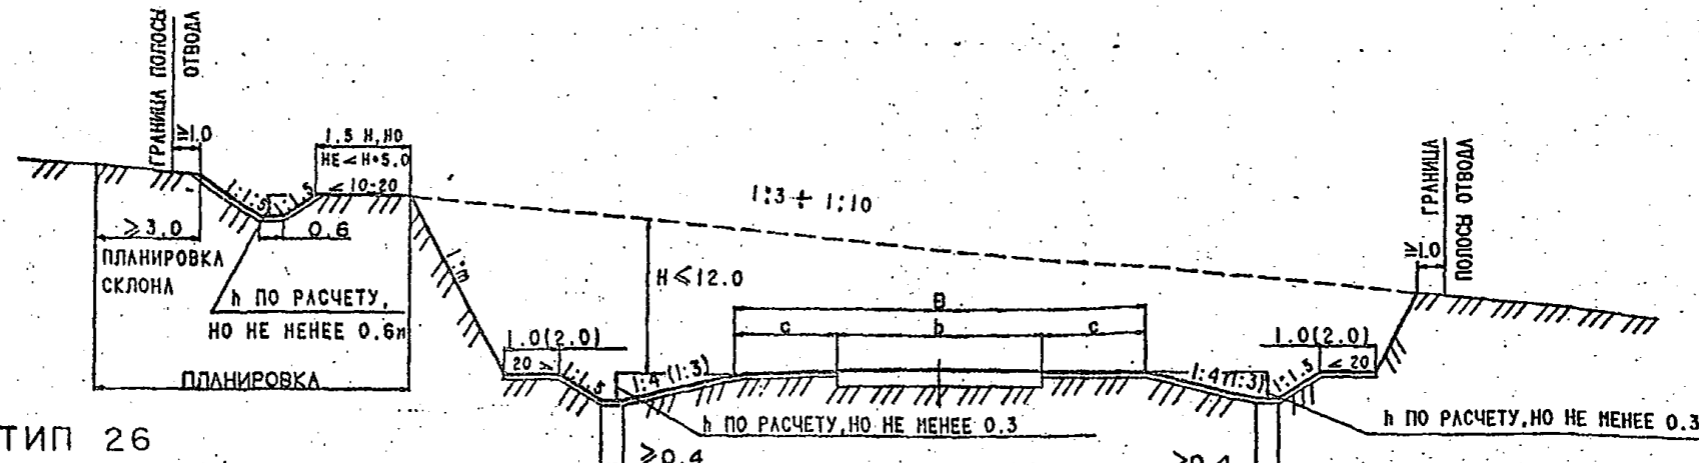 ГРАНИЦА ПОЛОСЫ
ОТВОДА
≥1.0
1.5 Н,НО
НЕ < Н+5.0
≤ 10-20
1:1.5
1:1.5
≥3.0
0.6
ПЛАНИРОВКА
СКЛОНА
h ПО РАСЧЕТУ,
НО НЕ МЕНЕЕ 0.6м
ПЛАНИРОВКА
1:m
1:3 ÷ 1:10
H ≤ 12.0
B
c
b
c
1.0(2.0)
20 >
1:1.5
1:4 (1:3)
h ПО РАСЧЕТУ,НО НЕ МЕНЕЕ 0.3
≥0.4
1.0(2.0)
≤ 20
1:1.5
1:4(1:3)
h ПО РАСЧЕТУ,НО НЕ МЕНЕЕ 0.3
≥0.4
≥1.0
ГРАНИЦА
ПОЛОСЫ ОТВОДА
ТИП 26